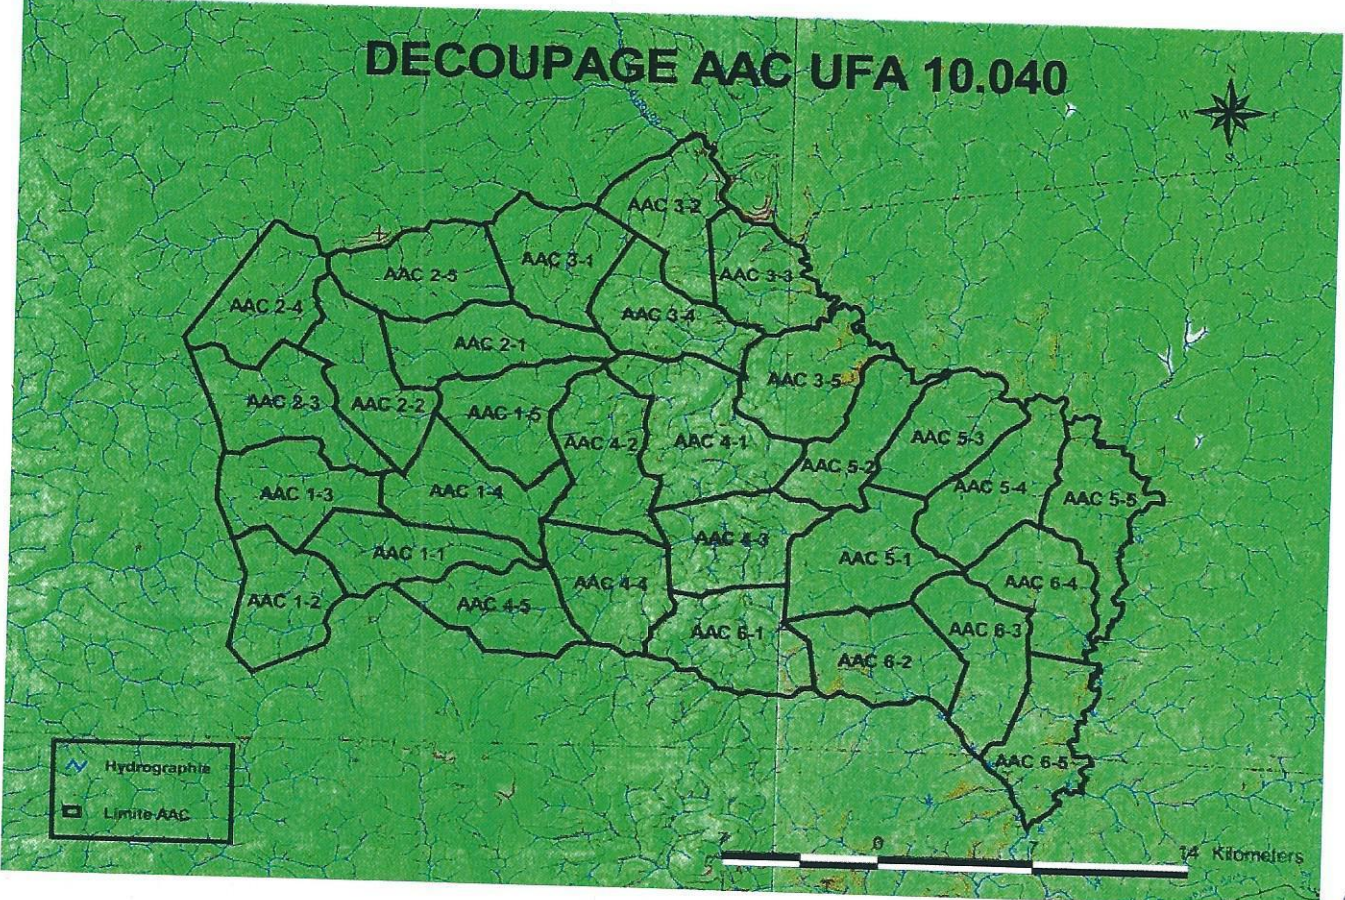 DECOUPAGE AAC UFA 10.040
N
W
S
AAC 3-2
AAC 3-1
AAC 2-5
AAC 3-3
AAC 2-4
AAC 3-4
AAC 2-1
AAC 3-5
AAC 2-3
AAC 2-2
AAC 1-5
AAC 4-2
AAC 4-1
AAC 5-3
AAC 5-2
AAC 1-3
AAC 1-4
AAC 5-4
AAC 5-5
AAC 4-3
AAC 1-1
AAC 5-1
AAC 4-4
AAC 6-4
AAC 1-2
AAC 4-5
AAC 6-1
AAC 6-3
AAC 6-2
AAC 6-5
Hydrographie
Limite AAC
7 0 7 14 Kilometers